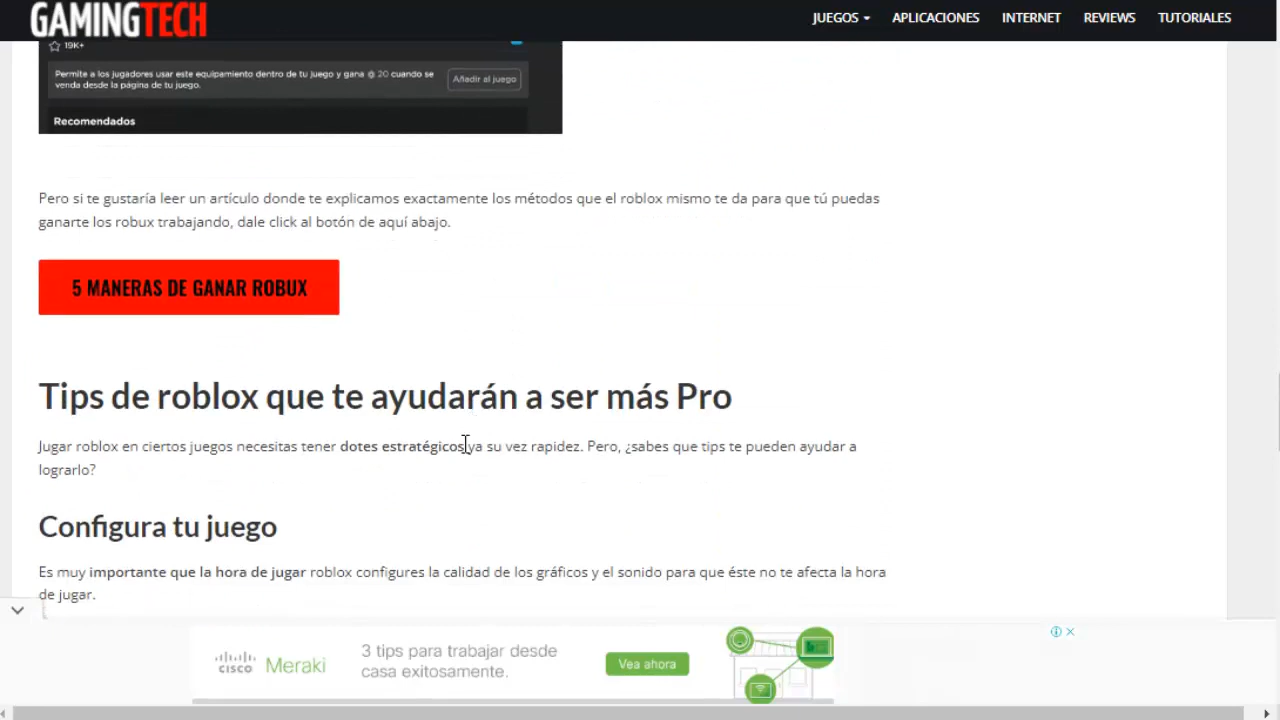 GAMINGTECH
JUEGOS APLICACIONES INTERNET REVIEWS TUTORIALES
19K+
Permite a los jugadores usar este equipamiento dentro de tu juego y gana 20 cuando se
venda desde la página de tu juego.
Añadir al juego
Recomendados
Pero si te gustaría leer un artículo donde te explicamos exactamente los métodos que el roblox mismo te da para que tú puedas
ganarte los robux trabajando, dale click al botón de aquí abajo.
5 MANERAS DE GANAR ROBUX
Tips de roblox que te ayudarán a ser más Pro
Jugar roblox en ciertos juegos necesitas tener dotes estratégicos ya su vez rapidez. Pero, ¿sabes que tips te pueden ayudar a
lograrlo?
Configura tu juego
Es muy importante que la hora de jugar roblox configures la calidad de los gráficos y el sonido para que éste no te afecta la hora
de jugar.
CISCO Meraki
3 tips para trabajar desde
casa exitosamente.
Vea ahora